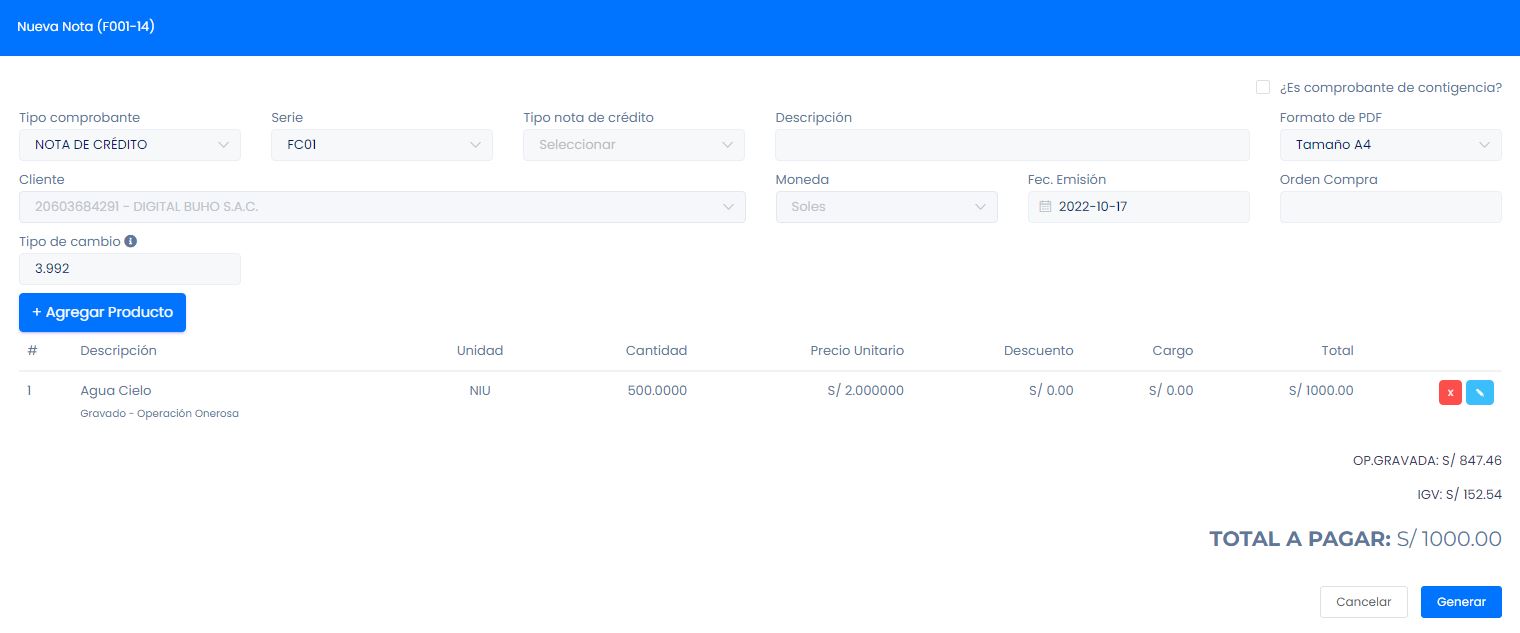 Nueva Nota (F001-14)
¿Es comprobante de contigencia?
Tipo comprobante Serie Tipo nota de crédito Descripción Formato de PDF
NOTA DE CRÉDITO FC01 Seleccionar Tamaño A4
Cliente Moneda Fec. Emisión Orden Compra
20603684291 - DIGITAL BUHO S.A.C. Soles 2022-10-17
Tipo de cambio
3.992
+ Agregar Producto
# Descripción Unidad Cantidad Precio Unitario Descuento Cargo Total
1 Agua Cielo NIU 500.0000 S/ 2.000000 S/ 0.00 S/ 0.00 S/ 1000.00 x
Gravado - Operación Onerosa
OP.GRAVADA: S/ 847.46
IGV: S/ 152.54
TOTAL A PAGAR: S/ 1000.00
Cancelar Generar